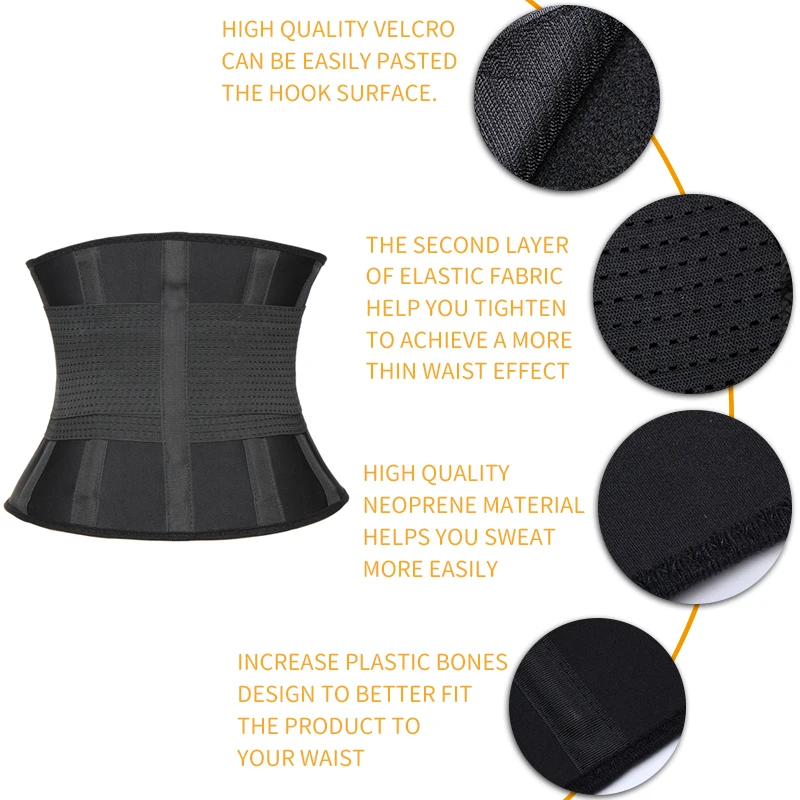 HIGH QUALITY VELCRO
CAN BE EASILY PASTED
THE HOOK SURFACE.
THE SECOND LAYER
OF ELASTIC FABRIC
HELP YOU TIGHTEN
TO ACHIEVE A MORE
THIN WAIST EFFECT
HIGH QUALITY
NEOPRENE MATERIAL
HELPS YOU SWEAT
MORE EASILY
INCREASE PLASTIC BONES
DESIGN TO BETTER FIT
THE PRODUCT TO
YOUR WAIST